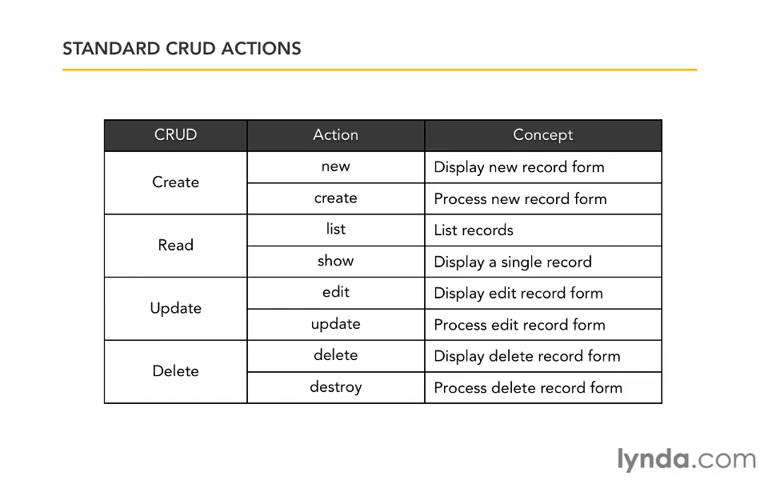 STANDARD CRUD ACTIONS
CRUD Action Concept
Create
new Display new record form
create Process new record form
Read
list List records
show Display a single record
Update
edit Display edit record form
update Process edit record form
Delete
delete Display delete record form
destroy Process delete record form
lynda.com